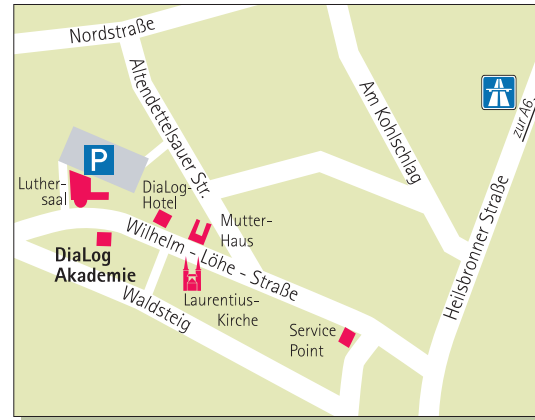 Nordstraße
Altendettelsauer Str.
Am Kohlschlag
zur A6.
Heilsbronner Straße
P
Luther-
saal
DiaLog-
Hotel
Mutter-
Haus
DiaLog
Akademie
Wilhelm - Löhe - Straße
Waldsteig
Laurentius-
Kirche
Service
Point